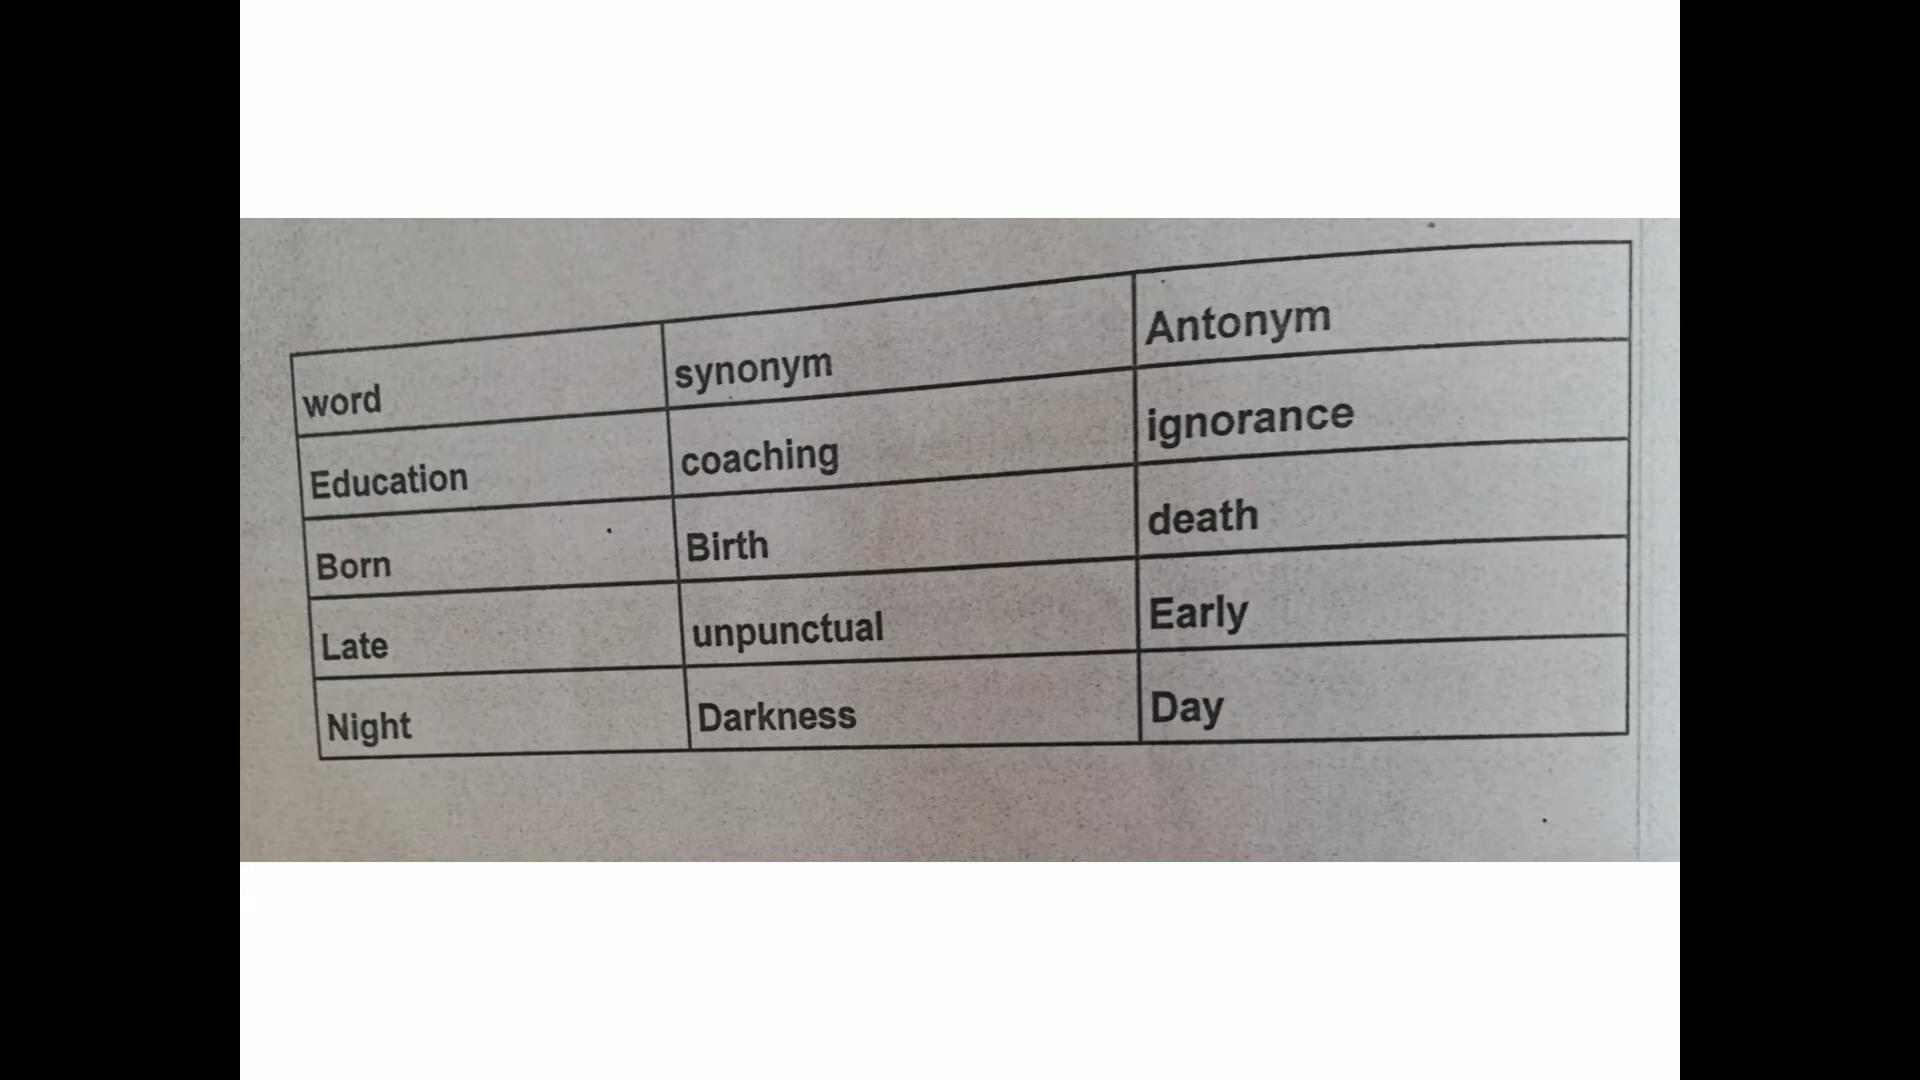 word synonym Antonym
Education coaching ignorance
Born Birth death
Late unpunctual Early
Night Darkness Day